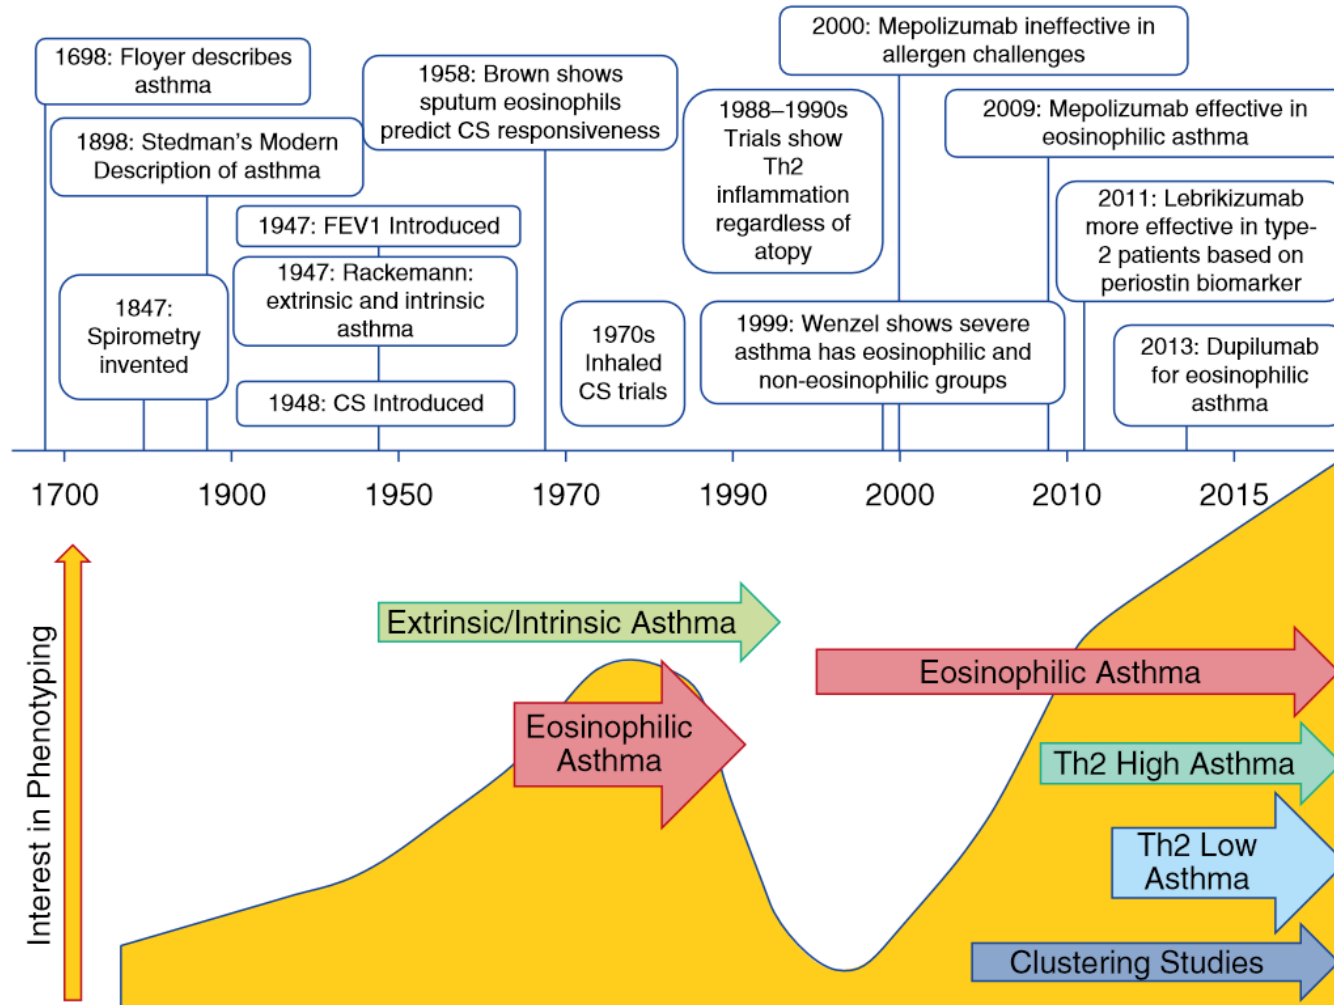 1698: Floyer describes
asthma
1898: Stedman's Modern
Description of asthma
1847:
Spirometry
invented
1947: FEV1 Introduced
1947: Rackemann:
extrinsic and intrinsic
asthma
1948: CS Introduced
1958: Brown shows
sputum eosinophils
predict CS responsiveness
1970s
Inhaled
CS trials
1988–1990s
Trials show
Th2
inflammation
regardless of
atopy
1999: Wenzel shows severe
asthma has eosinophilic and
non-eosinophilic groups
2000: Mepolizumab ineffective in
allergen challenges
2009: Mepolizumab effective in
eosinophilic asthma
2011: Lebrikizumab
more effective in type-
2 patients based on
periostin biomarker
2013: Dupilumab
for eosinophilic
asthma
1700 1900 1950 1970 1990 2000 2010 2015
Interest in Phenotyping
Extrinsic/Intrinsic Asthma
Eosinophilic
Asthma
Eosinophilic Asthma
Th2 High Asthma
Th2 Low
Asthma
Clustering Studies